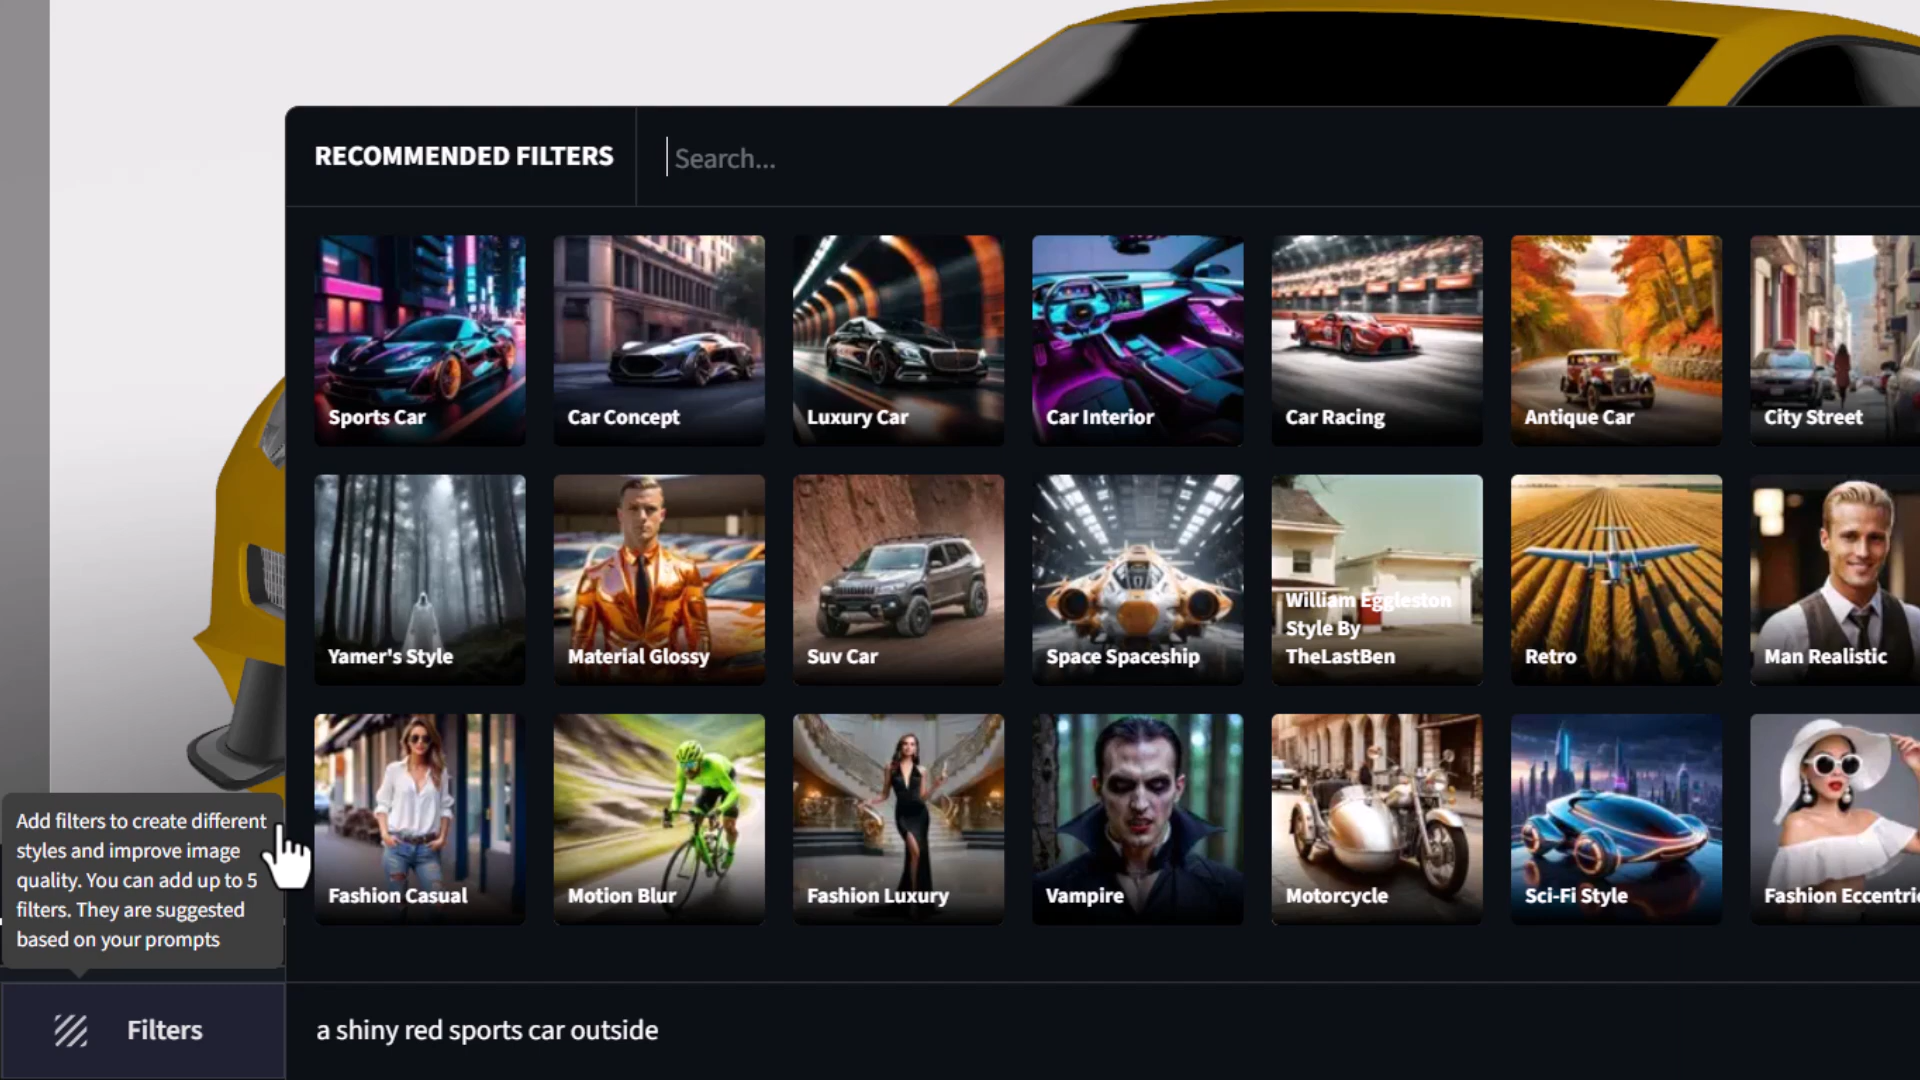 RECOMMENDED FILTERS
Search...
Sports Car
Car Concept
Luxury Car
Car Interior
Car Racing
Antique Car
City Street
Yamer's Style
Material Glossy
Suv Car
Space Spaceship
William Eggleston
Style By
TheLastBen
Retro
Man Realistic
Fashion Casual
Motion Blur
Fashion Luxury
Vampire
Motorcycle
Sci-Fi Style
Fashion Eccentri
Add filters to create different
styles and improve image
quality. You can add up to 5
filters. They are suggested
based on your prompts
Filters
a shiny red sports car outside